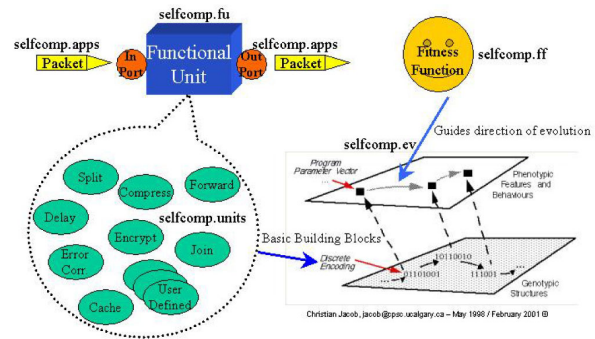 selfcomp.fu
selfcomp.apps
Packet
In
Port
Functional
Unit
Out
Port
selfcomp.apps
Packet
Fitness
Function
selfcomp.ff
Guides direction of evolution
selfcomp.ev
Program
Parameter
Vector
...
Phenotypic
Features and
Behaviours
Split
Compress
Forward
Delay
selfcomp.units
Encrypt
Join
Error
Corr.
Cache
User
Defined
Basic Building Blocks
Discrete
Encoding
...
01101001
10110010
111001
...
Genotypic
Structures
Christian Jacob, jacob@cpsc.ucalgary.ca – May 1998 / February 2001 ©